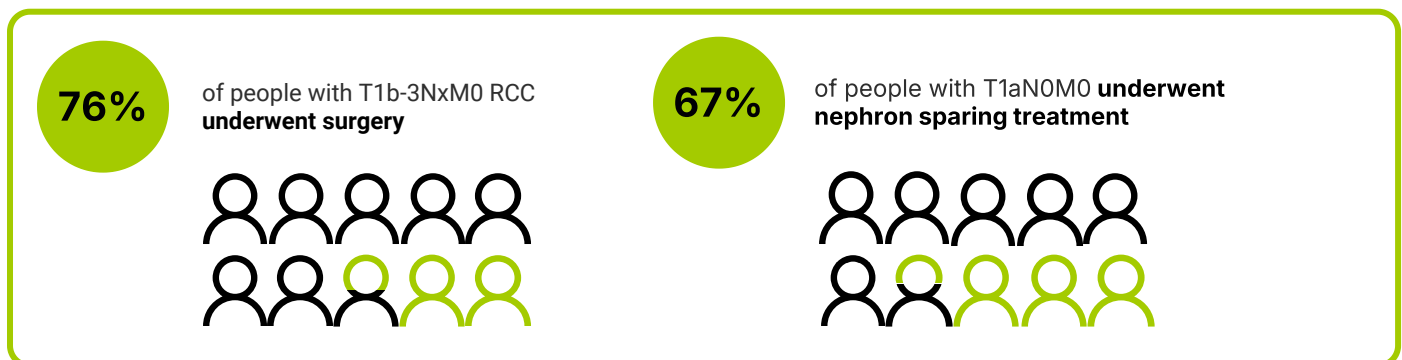 76%
of people with T1b-3NxM0 RCC
underwent surgery
67%
of people with T1aN0M0 underwent
nephron sparing treatment